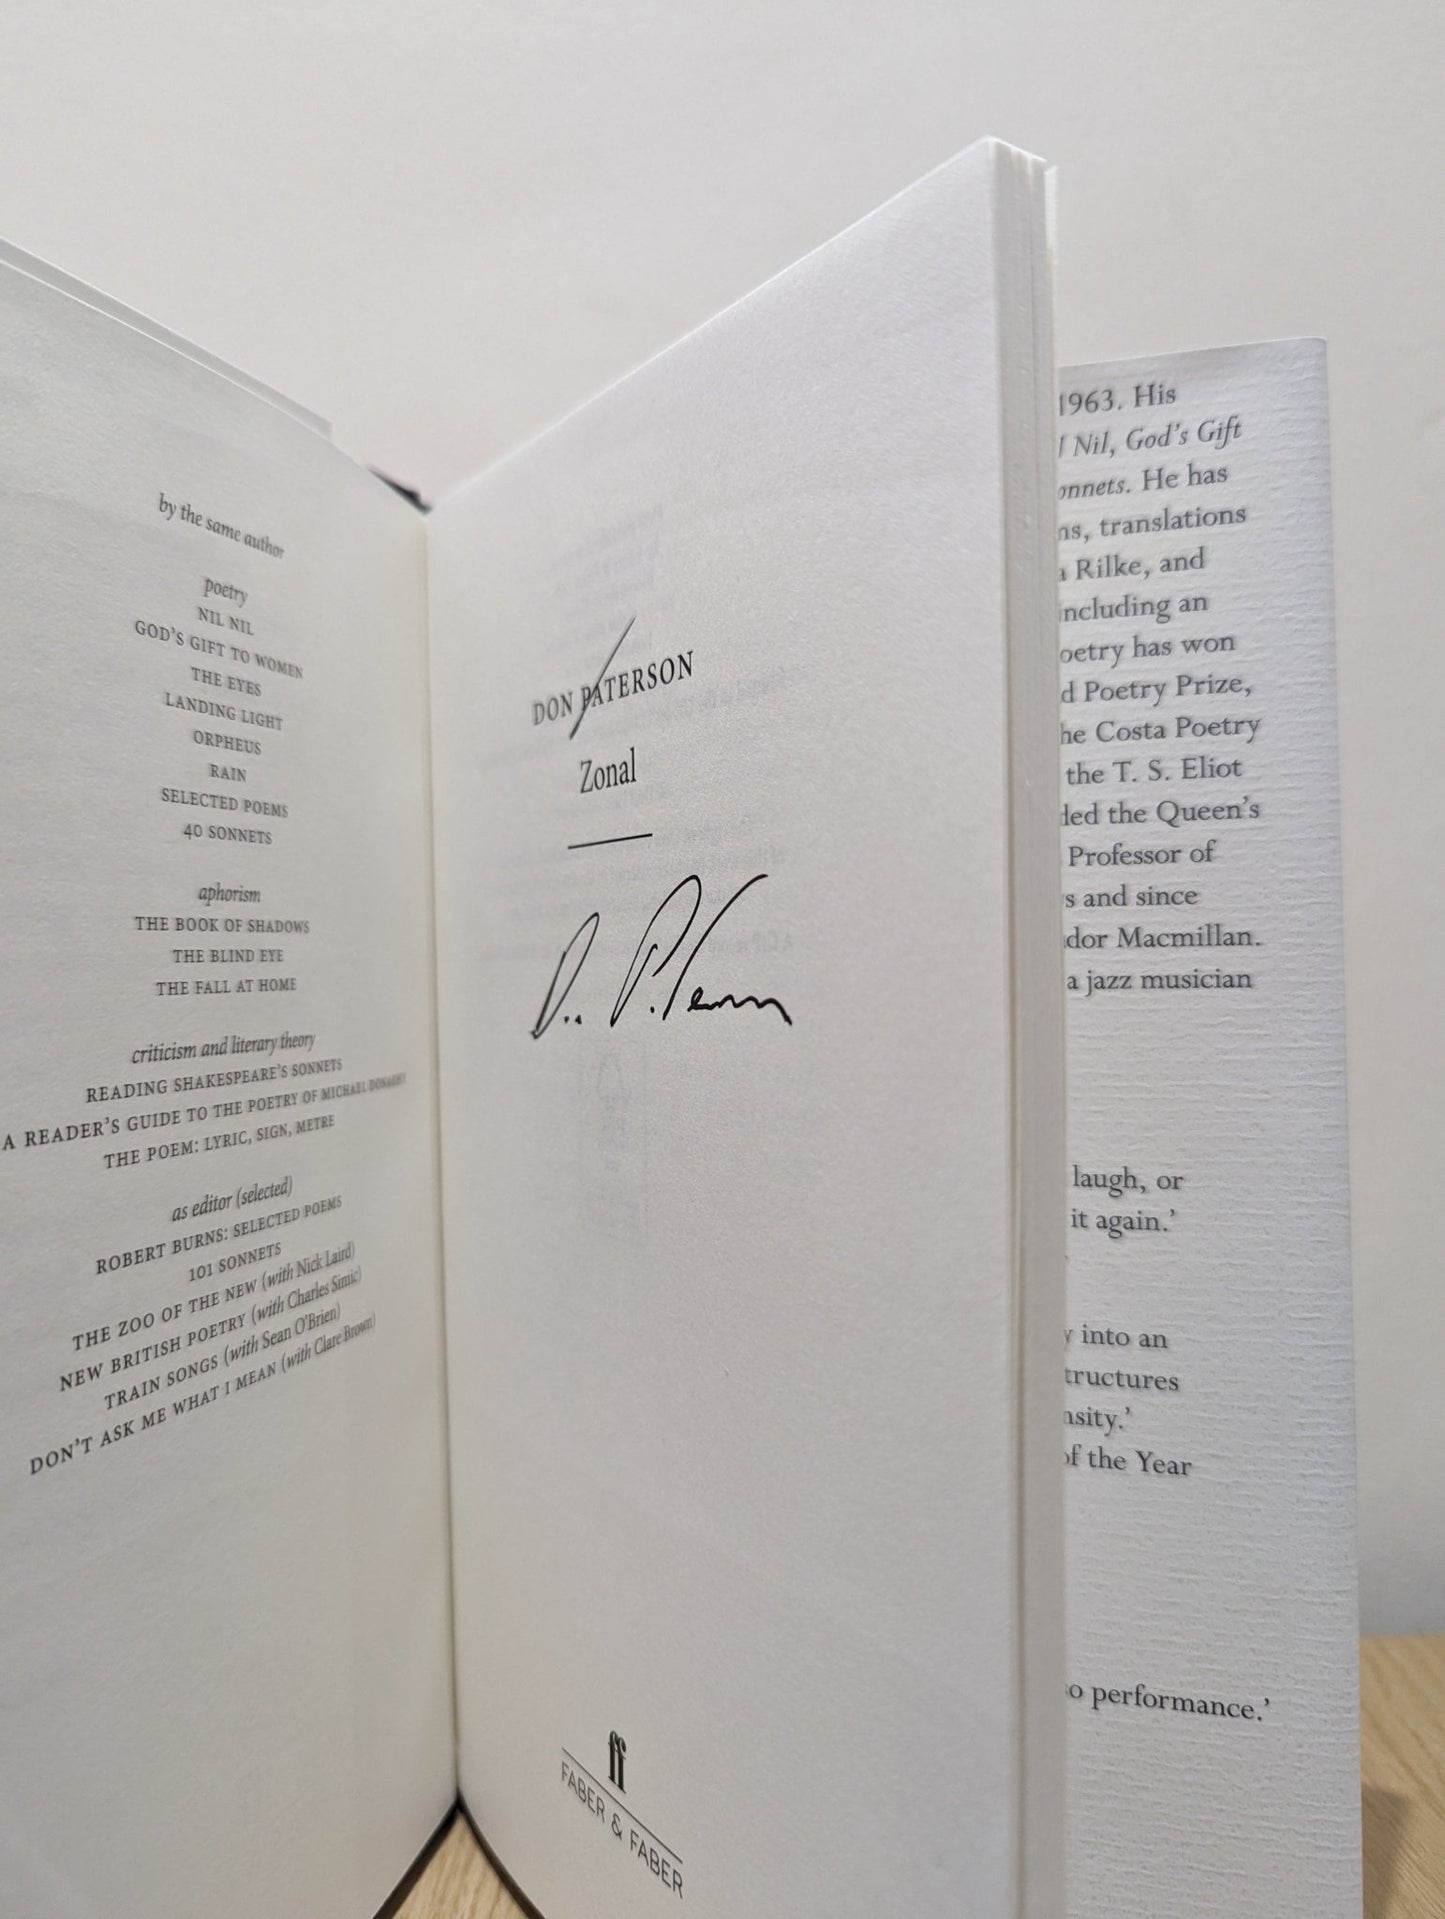 by the same author
poetry
NIL NIL
GOD'S GIFT TO WOMEN
THE EYES
LANDING LIGHT
ORPHEUS
RAIN
SELECTED POEMS
40 SONNETS
aphorism
THE BOOK OF SHADOWS
THE BLIND EYE
THE FALL AT HOME
criticism and literary theory
READING SHAKESPEARE'S SONNETS
A READER'S GUIDE TO THE POETRY OF MICHAEL DONAGHY
THE POEM: LYRIC, SIGN, METRE
as editor (selected)
ROBERT BURNS: SELECTED POEMS
101 SONNETS
THE ZOO OF THE NEW (with Nick Laird)
NEW BRITISH POETRY (with Charles Simic)
TRAIN SONGS (with Sean O'Brien)
DON'T ASK ME WHAT I MEAN (with Clare Brown)
DON PATERSON
Zonal
ff
FABER & FABER
1963. His
Nil, God's Gift
onnets. He has
ns, translations
a Rilke, and
including an
oetry has won
d Poetry Prize,
he Costa Poetry
the T. S. Eliot
ded the Queen's
Professor of
s and since
dor Macmillan.
a jazz musician
laugh, or
it again.'
y into an
tructures
nsity.'
of the Year
so performance.'